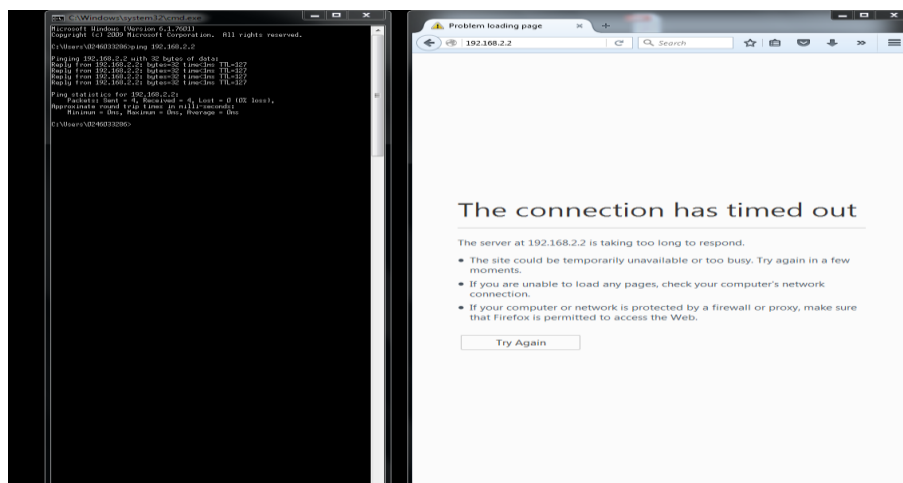 C:\Windows\system32\cmd.exe
Microsoft Windows [Version 6.1.7601]
Copyright (c) 2009 Microsoft Corporation.  All rights reserved.
C:\Users\0246033206>ping 192.168.2.2
Pinging 192.168.2.2 with 32 bytes of data:
Reply from 192.168.2.2: bytes=32 time<1ms TTL=127
Reply from 192.168.2.2: bytes=32 time<1ms TTL=127
Reply from 192.168.2.2: bytes=32 time<1ms TTL=127
Reply from 192.168.2.2: bytes=32 time<1ms TTL=127
Ping statistics for 192.168.2.2:
Packets: Sent = 4, Received = 4, Lost = 0 (0% loss),
Approximate round trip times in milli-seconds:
Minimum = 0ms, Maximum = 0ms, Average = 0ms
C:\Users\0246033206>
Problem loading page
192.168.2.2
Search
The connection has timed out
The server at 192.168.2.2 is taking too long to respond.
The site could be temporarily unavailable or too busy. Try again in a few
moments.
If you are unable to load any pages, check your computer's network
connection.
If your computer or network is protected by a firewall or proxy, make sure
that Firefox is permitted to access the Web.
Try Again